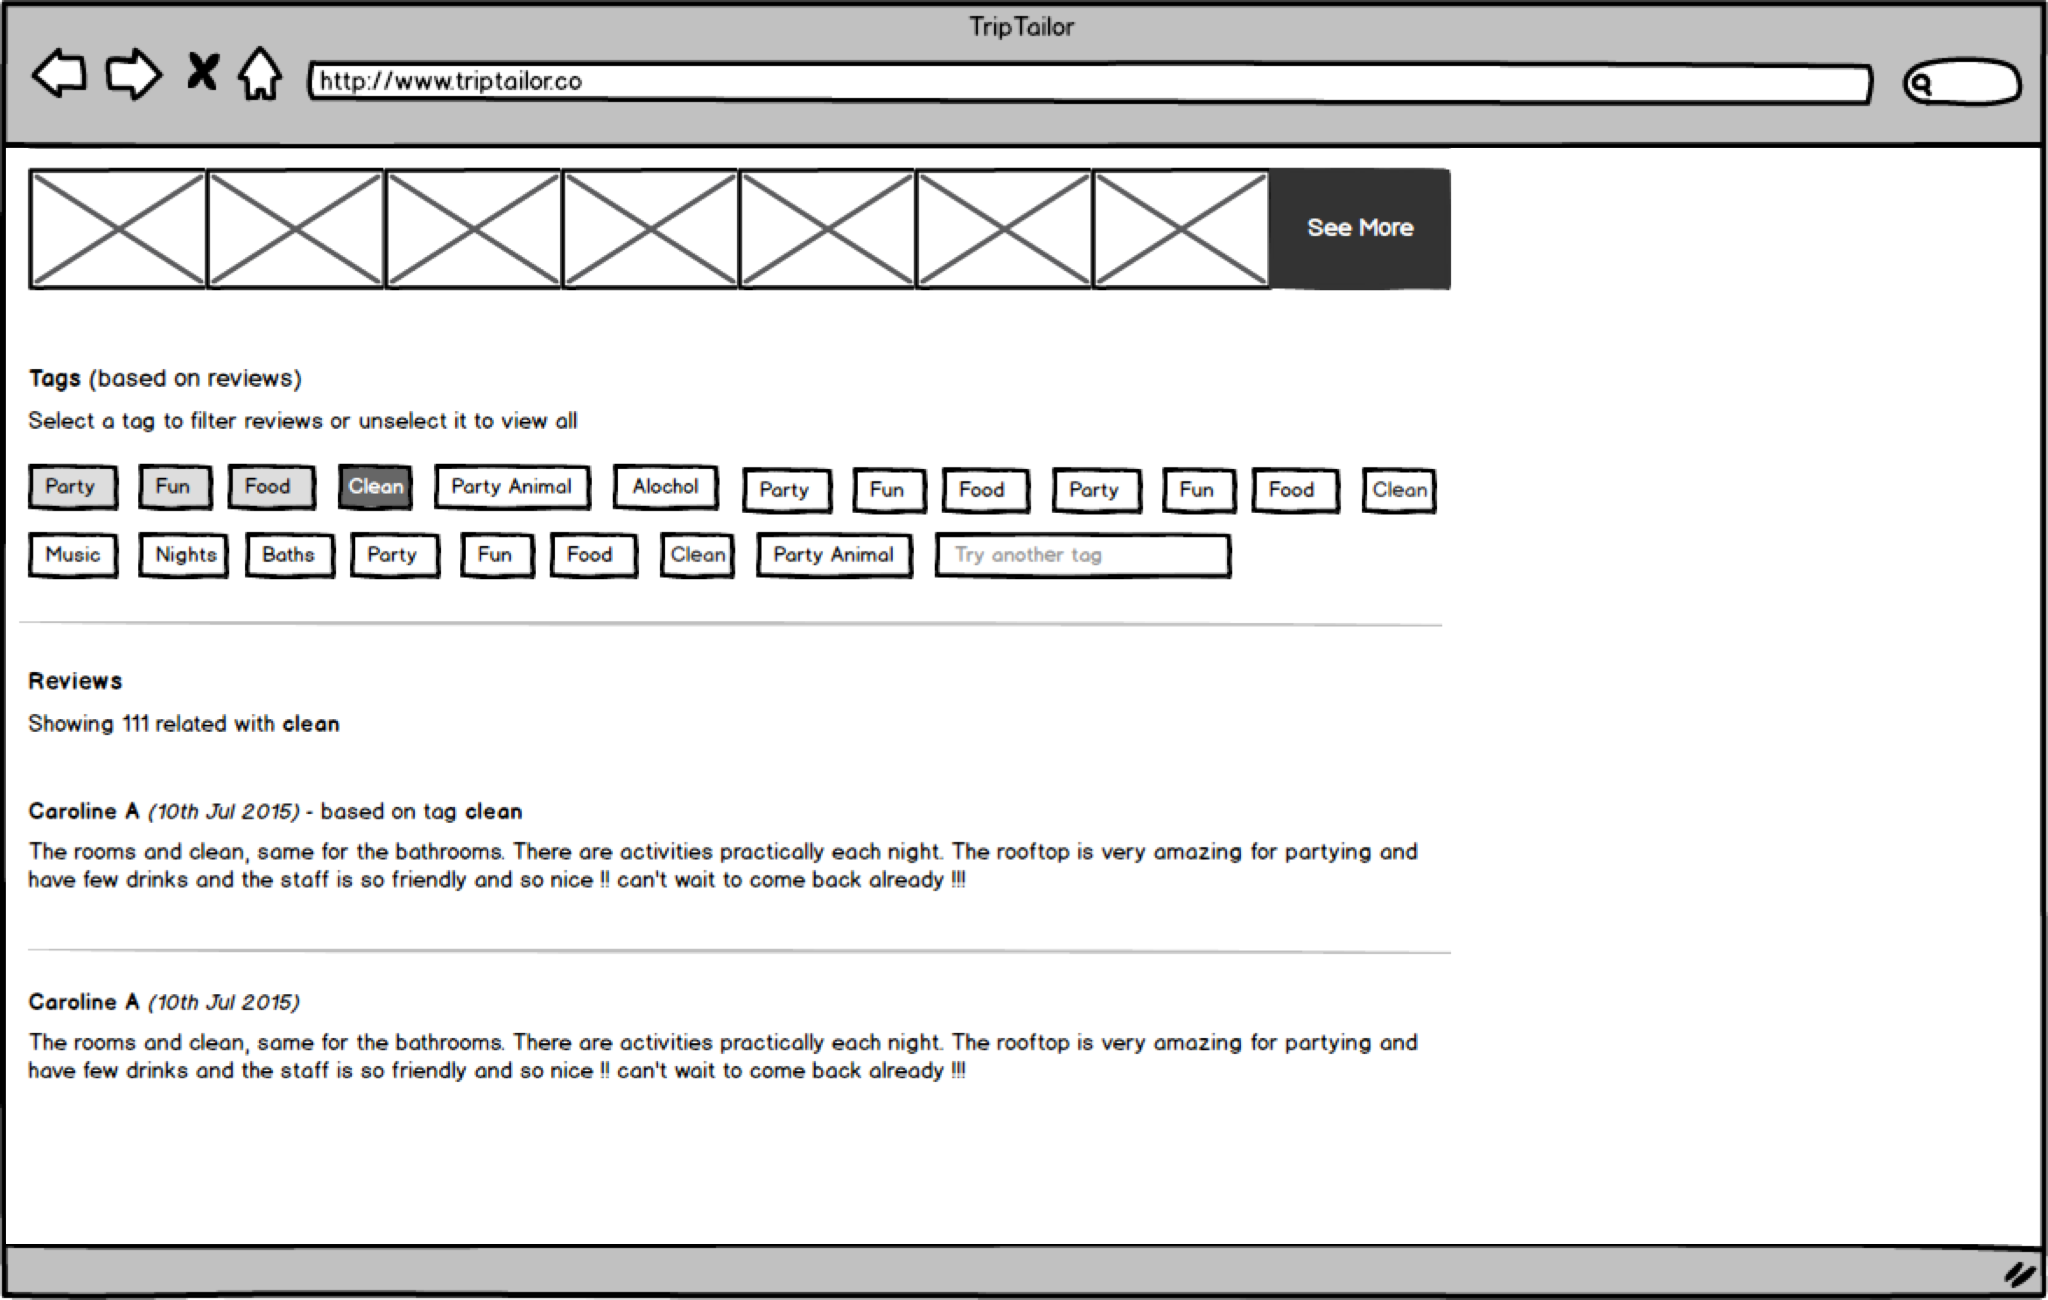 TripTailor
http://www.triptailor.co
See More
Tags (based on reviews)
Select a tag to filter reviews or unselect it to view all
Party Fun Food Clean Party Animal Alochol Party Fun Food Party Fun Food Clean
Music Nights Baths Party Fun Food Clean Party Animal Try another tag
Reviews
Showing 111 related with clean
Caroline A (10th Jul 2015) - based on tag clean
The rooms and clean, same for the bathrooms. There are activities practically each night. The rooftop is very amazing for partying and
have few drinks and the staff is so friendly and so nice !! can't wait to come back already !!!
Caroline A (10th Jul 2015)
The rooms and clean, same for the bathrooms. There are activities practically each night. The rooftop is very amazing for partying and
have few drinks and the staff is so friendly and so nice !! can't wait to come back already !!!